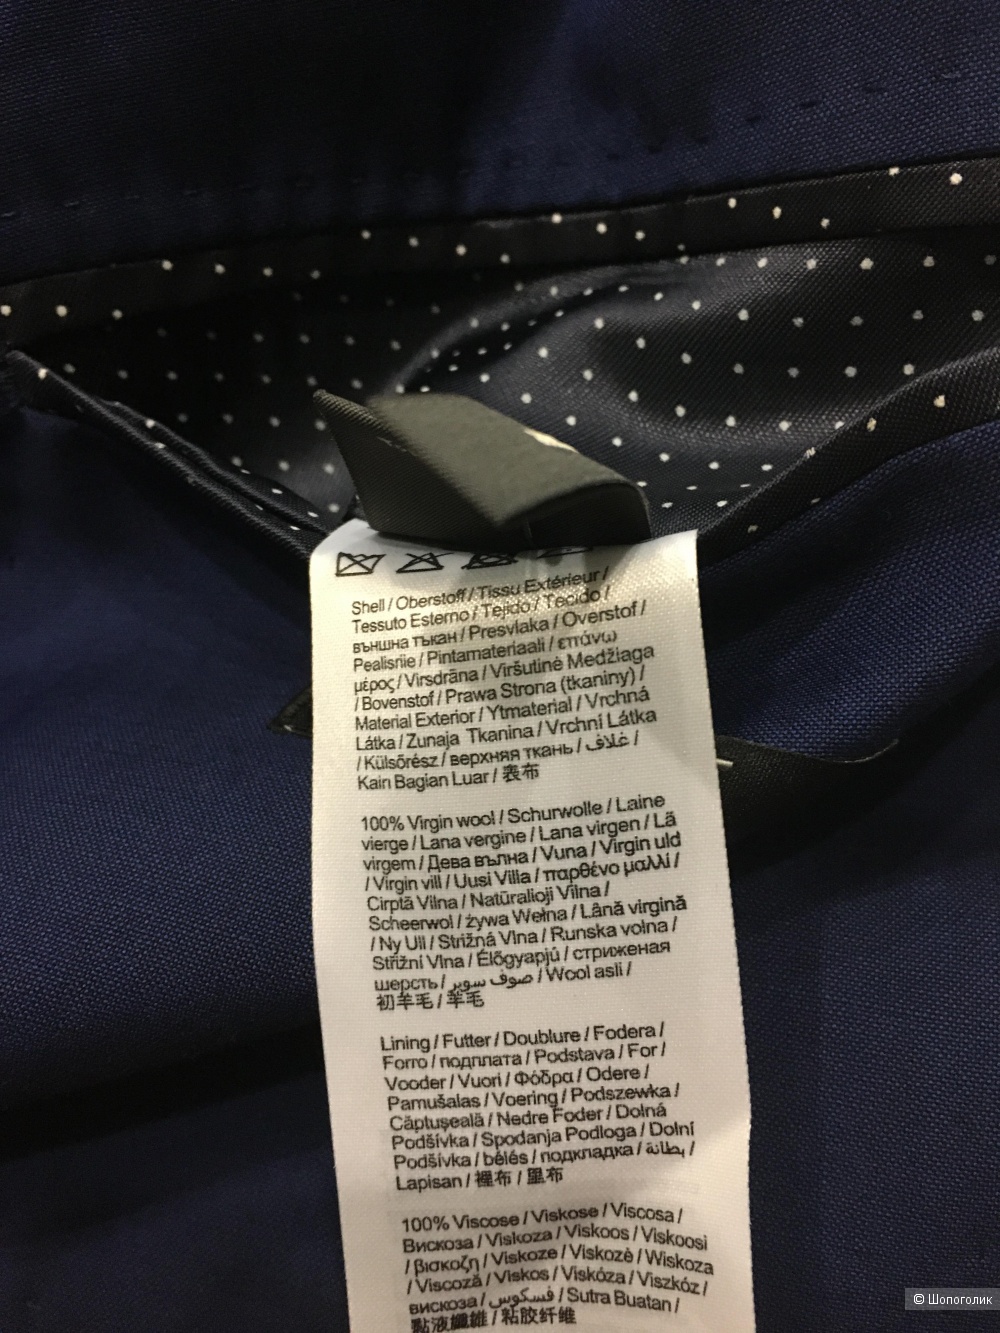 Shell / Oberstoff / Tissu Extérieur /
Tessuto Esterno / Tejido / Tecido /
външна тъкан / Presvlaka / Overstof /
Pealisriie / Pintamateriaali / επάνω
μέρος / Virsdrāna / Viršutinė Medžiaga
/ Bovenstof / Prawa Strona (tkaniny) /
Material Exterior / Ytmaterial / Vrchná
Látka / Zunaja Tkanina / Vrchní Látka
/ Külsőrész / верхняя ткань / غلاف /
Kain Bagian Luar / 表布
100% Virgin wool / Schurwolle / Laine
vierge / Lana vergine / Lana virgen / Lã
virgem / Дева вълна / Vuna / Virgin uld
/ Virgin vill / Uusi Villa / παρθένο μαλλί /
Cirptā Vilna / Natūralioji Vilna /
Scheerwol / żywa Wełna / Lână virgină
/ Ny Ull / Strižná Vlna / Runska volna /
Střižní Vlna / Élőgyapjú / стриженая
шерсть / صوف سوبر / Wool asli /
初羊毛 / 羊毛
Lining / Futter / Doublure / Fodera /
Forro / подплата / Podstava / For /
Vooder / Vuori / Φόδρα / Odere /
Pamušalas / Voering / Podszewka /
Căptuşeală / Nedre Foder / Dolná
Podšívka / Spodanja Podloga / Dolní
Podšívka / bélés / подкладка / بطانة /
Lapisan / 裡布 / 里布
100% Viscose / Viskose / Viscosa /
Вискоза / Viskoza / Viskoos / Viskoosi
/ βισκοζη / Viskoze / Viskozė / Wiskoza
/ Viscoză / Viskos / Viskóza / Viszkóz /
вискоза / فسكوس / Sutra Buatan /
黏液纖維 / 粘胶纤维
© Шопоголик